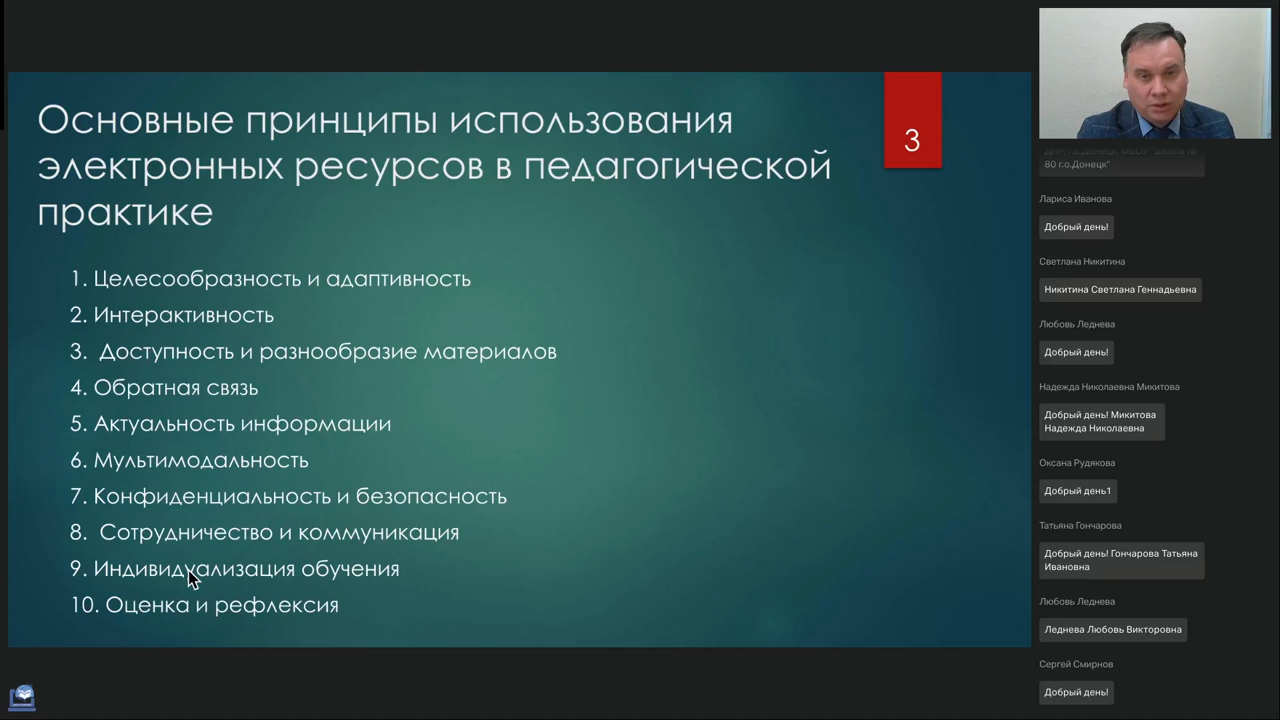 Основные принципы использования
электронных ресурсов в педагогической
практике
3
1. Целесообразность и адаптивность
2. Интерактивность
3. Доступность и разнообразие материалов
4. Обратная связь
5. Актуальность информации
6. Мультимодальность
7. Конфиденциальность и безопасность
8. Сотрудничество и коммуникация
9. Индивидуализация обучения
10. Оценка и рефлексия
80 г.о.Донецк"
Лариса Иванова
Добрый день!
Светлана Никитина
Никитина Светлана Геннадьевна
Любовь Леднева
Добрый день!
Надежда Николаевна Микитова
Добрый день! Микитова
Надежда Николаевна
Оксана Рудякова
Добрый день1
Татьяна Гончарова
Добрый день! Гончарова Татьяна
Ивановна
Любовь Леднева
Леднева Любовь Викторовна
Сергей Смирнов
Добрый день!